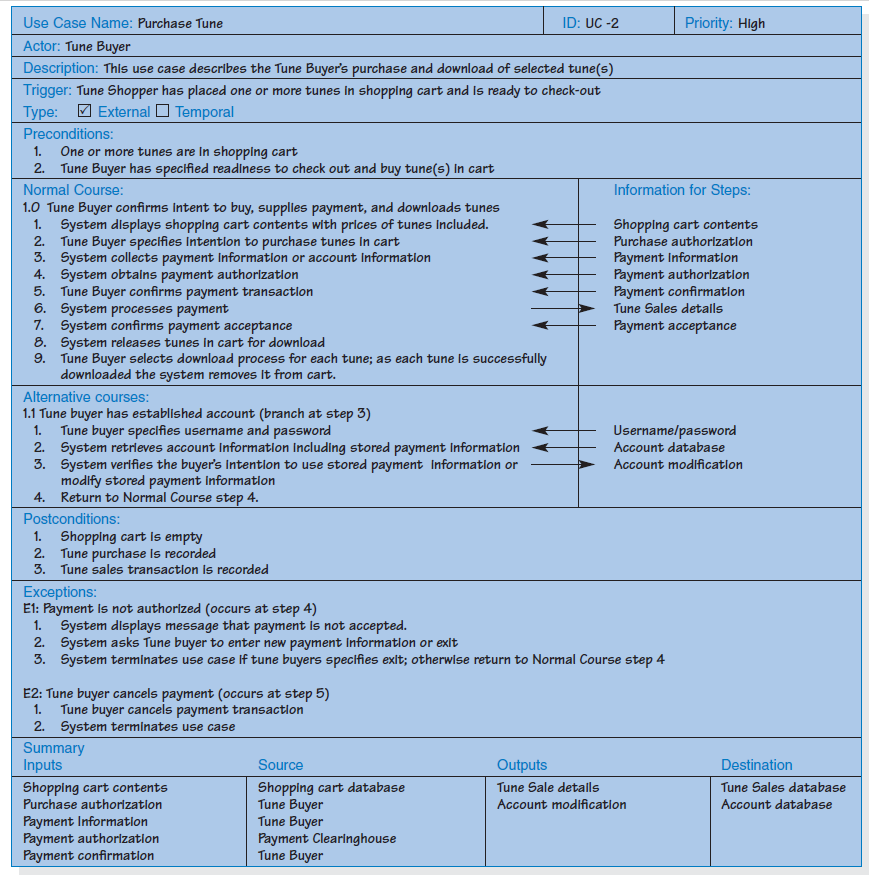 Use Case Name: Purchase Tune ID: UC -2 Priority: High
Actor: Tune Buyer
Description: This use case describes the Tune Buyer's purchase and download of selected tune(s)
Trigger: Tune Shopper has placed one or more tunes in shopping cart and is ready to check-out
Type: ☑ External ☐ Temporal
Preconditions:
1. One or more tunes are in shopping cart
2. Tune Buyer has specified readiness to check out and buy tune(s) in cart
Normal Course: Information for Steps:
1.0 Tune Buyer confirms intent to buy, supplies payment, and downloads tunes
1. System displays shopping cart contents with prices of tunes included. Shopping cart contents
2. Tune Buyer specifies intention to purchase tunes in cart Purchase authorization
3. System collects payment information or account information Payment information
4. System obtains payment authorization Payment authorization
5. Tune Buyer confirms payment transaction Payment confirmation
6. System processes payment Tune Sales details
7. System confirms payment acceptance Payment acceptance
8. System releases tunes in cart for download
9. Tune Buyer selects download process for each tune; as each tune is successfully
downloaded the system removes it from cart.
Alternative courses:
1.1 Tune buyer has established account (branch at step 3)
1. Tune buyer specifies username and password Username/password
2. System retrieves account information including stored payment information Account database
3. System verifies the buyer's intention to use stored payment information or Account modification
modify stored payment information
4. Return to Normal Course step 4.
Postconditions:
1. Shopping cart is empty
2. Tune purchase is recorded
3. Tune sales transaction is recorded
Exceptions:
E1: Payment is not authorized (occurs at step 4)
1. System displays message that payment is not accepted.
2. System asks Tune buyer to enter new payment information or exit
3. System terminates use case if tune buyers specifies exit; otherwise return to Normal Course step 4
E2: Tune buyer cancels payment (occurs at step 5)
1. Tune buyer cancels payment transaction
2. System terminates use case
Summary
Inputs Source Outputs Destination
Shopping cart contents Shopping cart database Tune Sale details Tune Sales database
Purchase authorization Tune Buyer Account modification Account database
Payment Information Tune Buyer
Payment authorization Payment Clearinghouse
Payment confirmation Tune Buyer